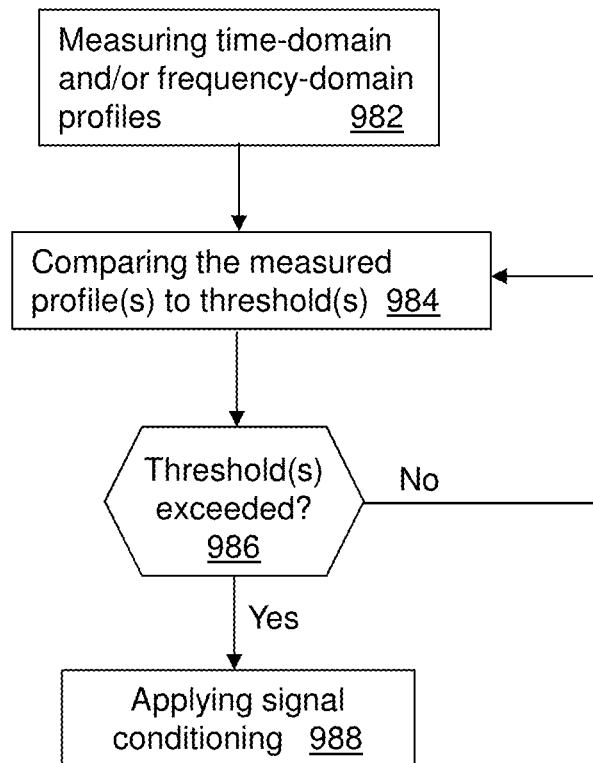 Measuring time-domain
and/or frequency-domain
profiles 982
Comparing the measured
profile(s) to threshold(s) 984
Threshold(s)
exceeded?
986
No
Yes
Applying signal
conditioning 988